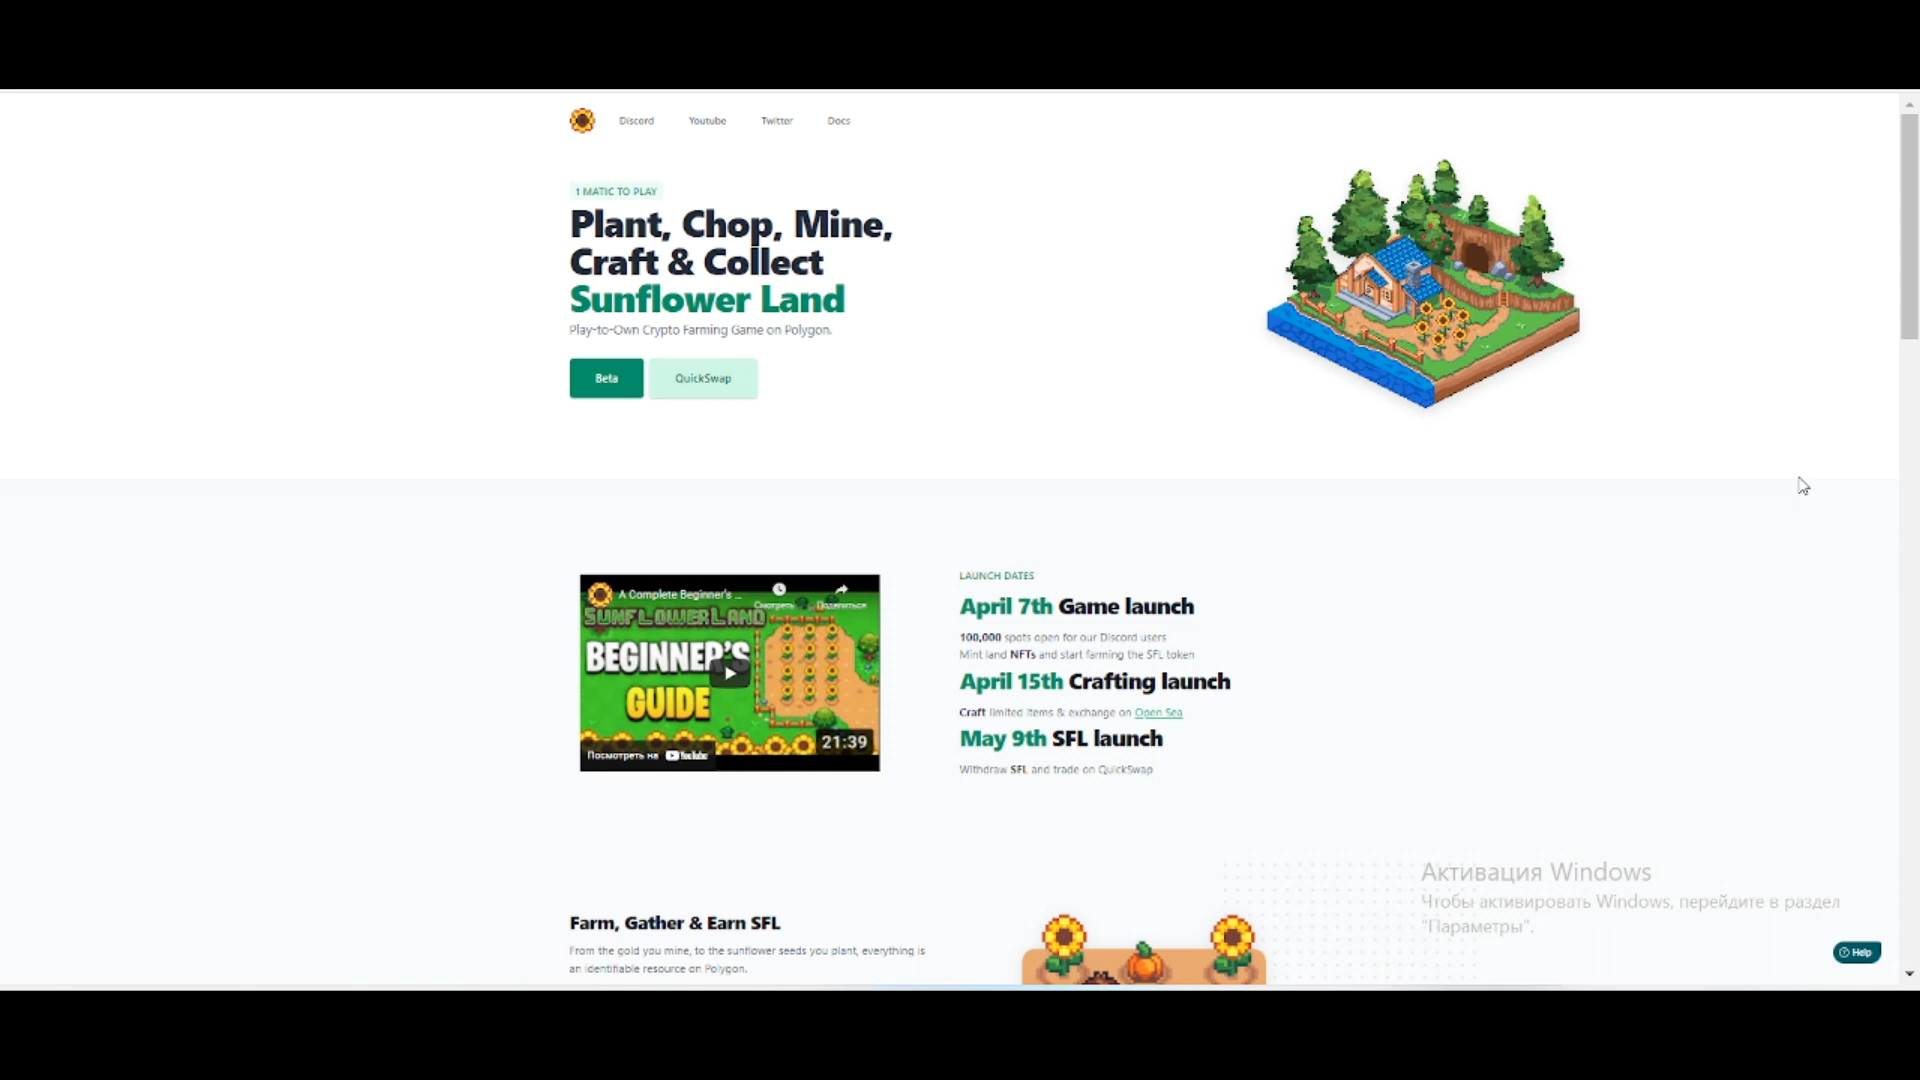 Discord Youtube Twitter Docs
1 MATIC TO PLAY
Plant, Chop, Mine,
Craft & Collect
Sunflower Land
Play-to-Own Crypto Farming Game on Polygon.
Beta QuickSwap
A Complete Beginner's ...
Смотреть Поделиться
SUNFLOWER LAND
BEGINNER'S
GUIDE
21:39
Посмотреть на YouTube
LAUNCH DATES
April 7th Game launch
100,000 spots open for our Discord users
Mint land NFTs and start farming the SFL token
April 15th Crafting launch
Craft limited items & exchange on Open Sea
May 9th SFL launch
Withdraw SFL and trade on QuickSwap
Farm, Gather & Earn SFL
From the gold you mine, to the sunflower seeds you plant, everything is
an identifiable resource on Polygon.
Активация Windows
Чтобы активировать Windows, перейдите в раздел
"Параметры".
Help